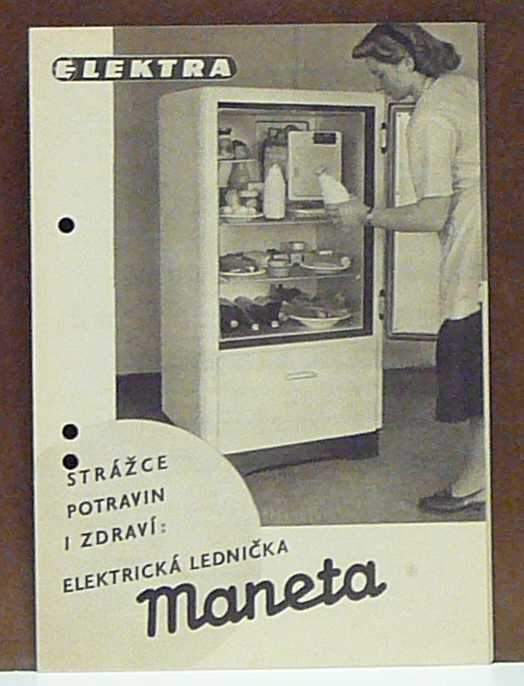 ELEKTRA
STRÁŽCE
POTRAVIN
I ZDRAVÍ:
ELEKTRICKÁ LEDNIČKA
Maneta